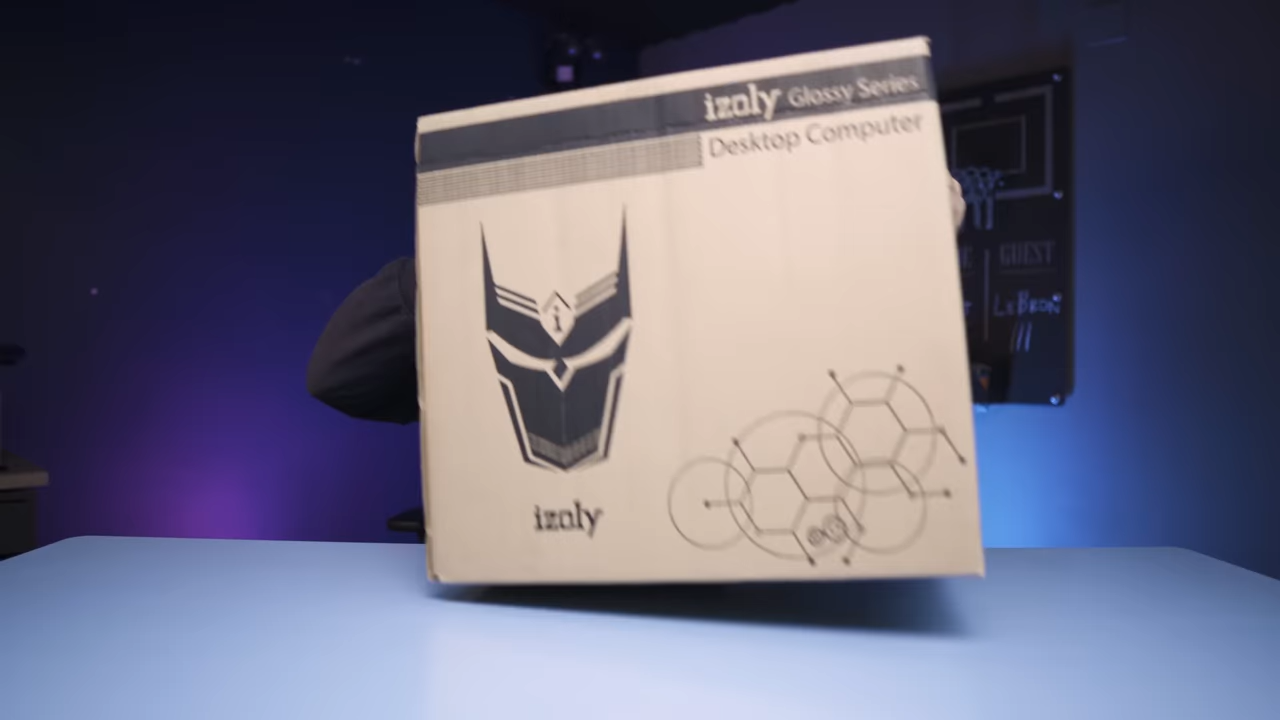 izoly Glossy Series
Desktop Computer
i
izoly
GUEST
LeBron